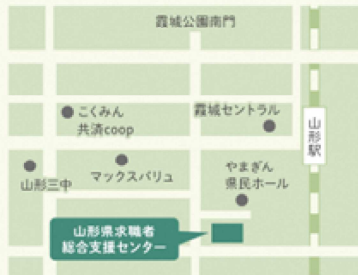 霞城公園南門
こくみん
共済coop
霞城セントラル
山形駅
山形三中
マックスバリュ
やまぎん
県民ホール
山形県求職者
総合支援センター